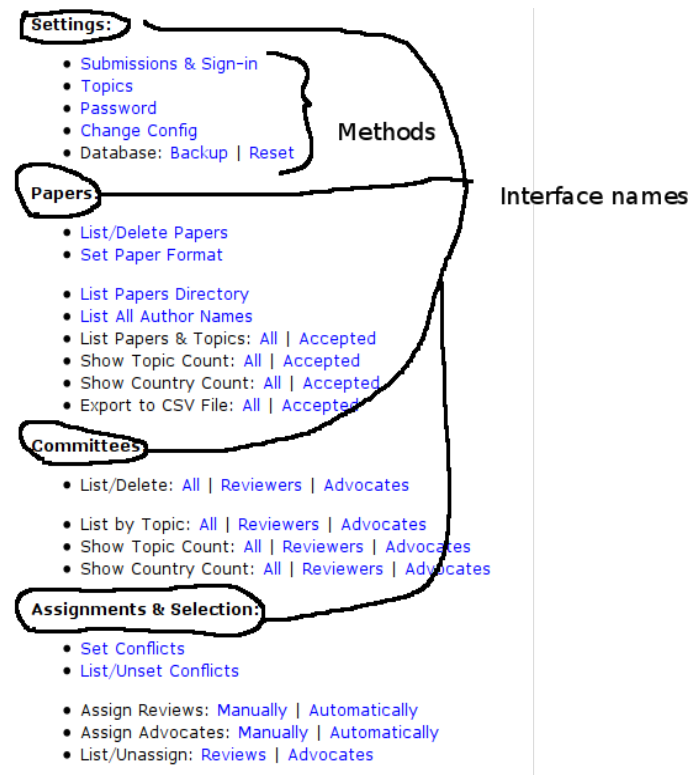 Settings:
• Submissions & Sign-in
• Topics
• Password
• Change Config
• Database: Backup | Reset
Methods
Papers:
Interface names
• List/Delete Papers
• Set Paper Format
• List Papers Directory
• List All Author Names
• List Papers & Topics: All | Accepted
• Show Topic Count: All | Accepted
• Show Country Count: All | Accepted
• Export to CSV File: All | Accepted
Committees
• List/Delete: All | Reviewers | Advocates
• List by Topic: All | Reviewers | Advocates
• Show Topic Count: All | Reviewers | Advocates
• Show Country Count: All | Reviewers | Advocates
Assignments & Selection:
• Set Conflicts
• List/Unset Conflicts
• Assign Reviews: Manually | Automatically
• Assign Advocates: Manually | Automatically
• List/Unassign: Reviews | Advocates